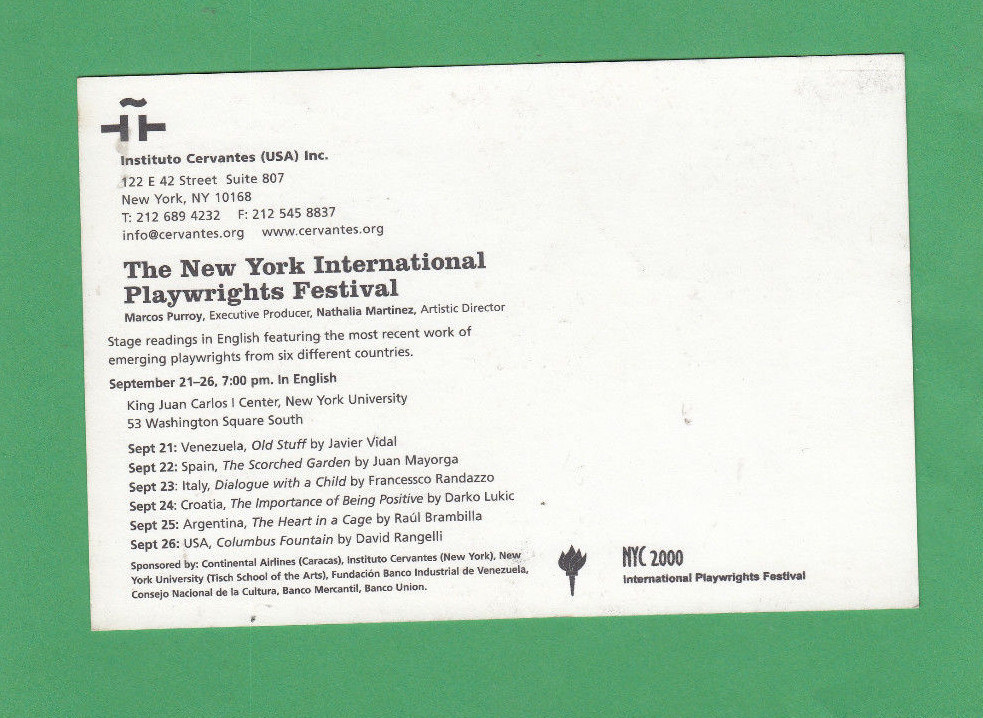 Instituto Cervantes (USA) Inc.
122 E 42 Street Suite 807
New York, NY 10168
T: 212 689 4232 F: 212 545 8837
info@cervantes.org www.cervantes.org
The New York International
Playwrights Festival
Marcos Purroy, Executive Producer, Nathalia Martinez, Artistic Director
Stage readings in English featuring the most recent work of
emerging playwrights from six different countries.
September 21–26, 7:00 pm. In English
King Juan Carlos I Center, New York University
53 Washington Square South
Sept 21: Venezuela, Old Stuff by Javier Vidal
Sept 22: Spain, The Scorched Garden by Juan Mayorga
Sept 23: Italy, Dialogue with a Child by Francessco Randazzo
Sept 24: Croatia, The Importance of Being Positive by Darko Lukic
Sept 25: Argentina, The Heart in a Cage by Raúl Brambilla
Sept 26: USA, Columbus Fountain by David Rangelli
Sponsored by: Continental Airlines (Caracas), Instituto Cervantes (New York), New
York University (Tisch School of the Arts), Fundación Banco Industrial de Venezuela,
Consejo Nacional de la Cultura, Banco Mercantil, Banco Union.
NYC 2000
International Playwrights Festival